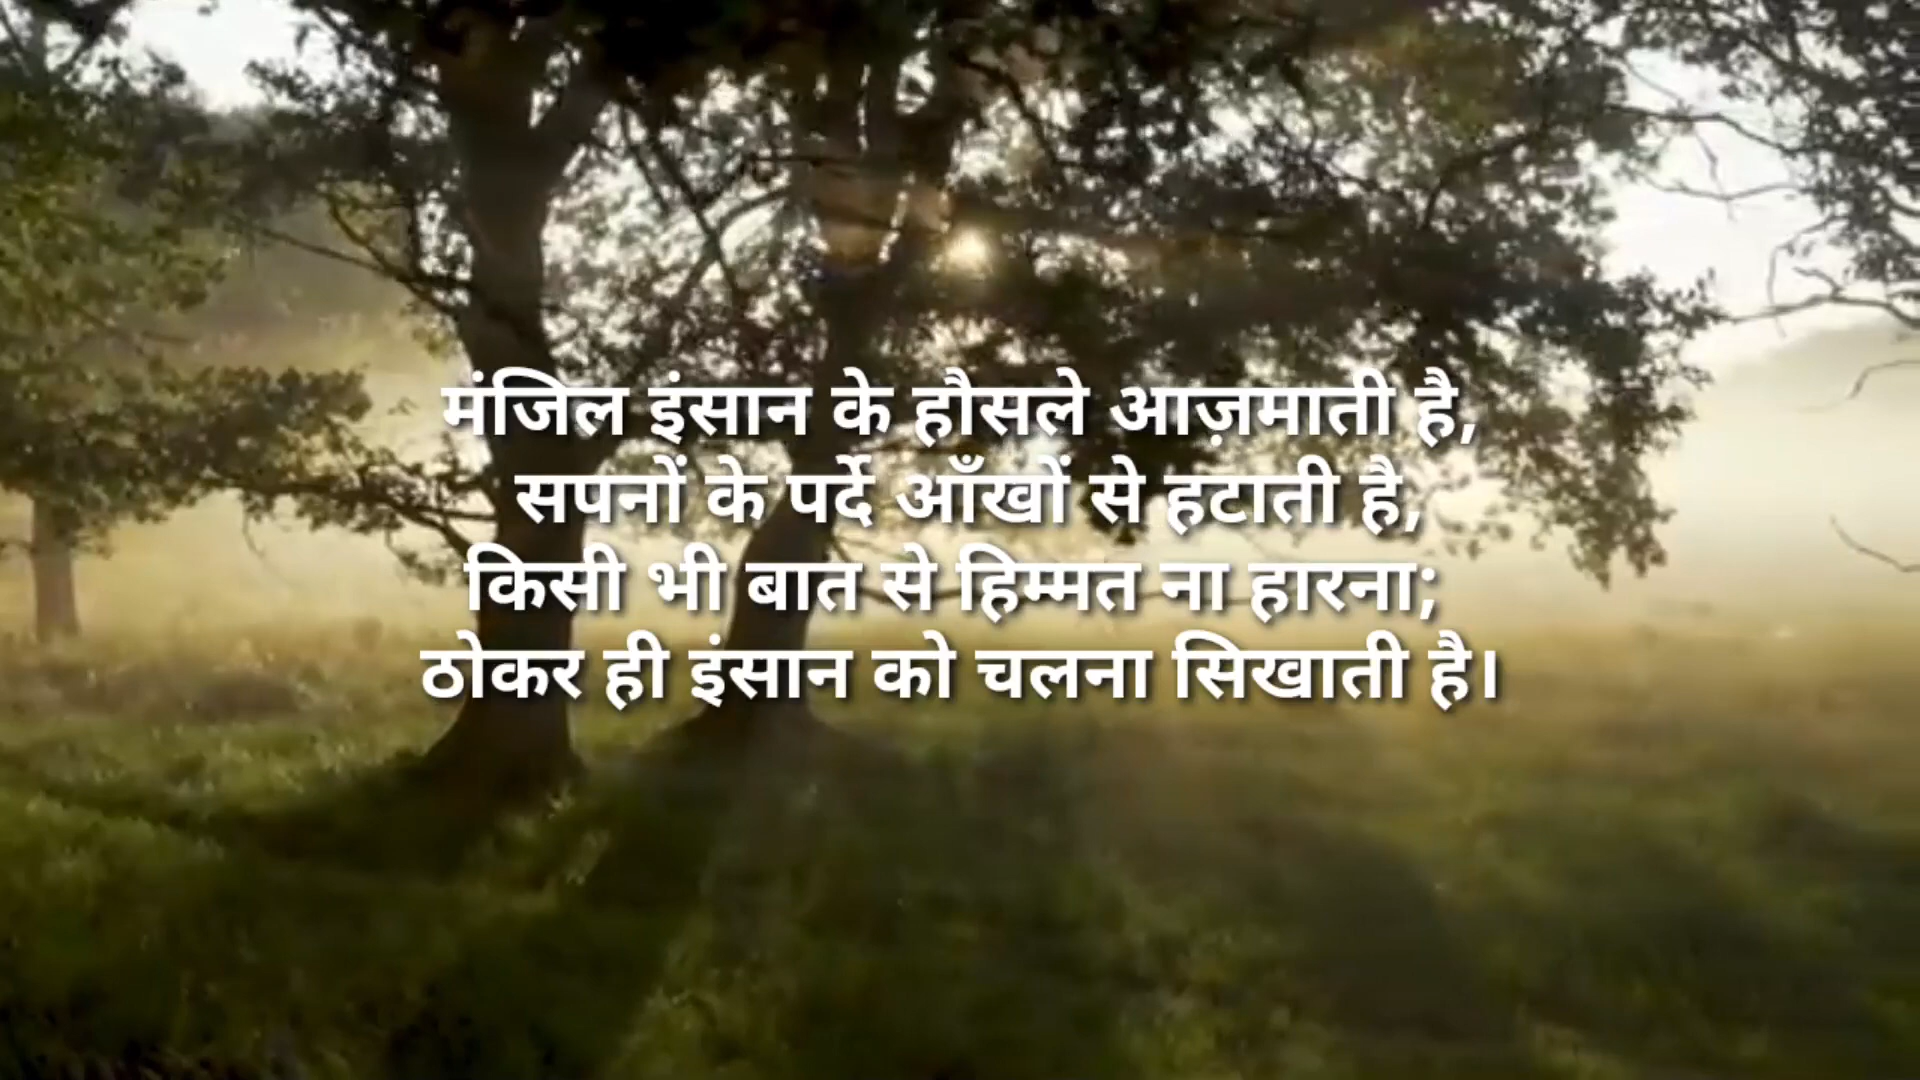 मंजिल इंसान के हौसले आज़माती है,
सपनों के पर्दे आँखों से हटाती है,
किसी भी बात से हिम्मत ना हारना;
ठोकर ही इंसान को चलना सिखाती है।